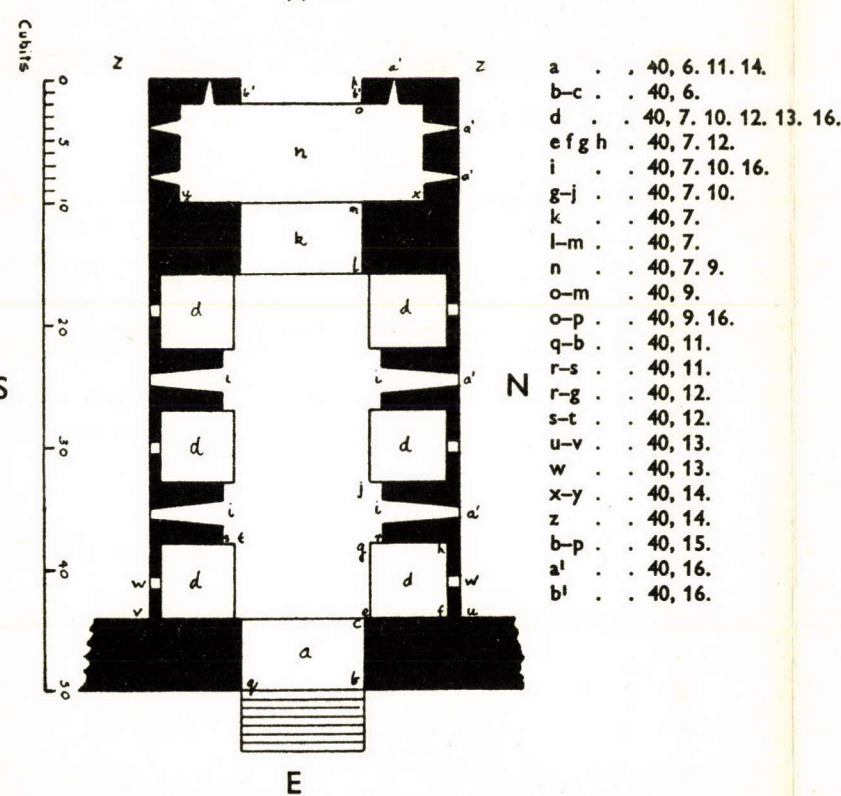 Cubits
0
5
10
20
30
40
50
z
z
a'
b'
h
b'
o
n
a'
a'
y
x
m
k
l
d
d
i
i
a'
d
d
j
i
i
a'
s t
r
g
h
w
d
d
w
v
e
f
u
c
a
q
b
S
N
E
a . . 40, 6. 11. 14.
b–c . . 40, 6.
d . . 40, 7. 10. 12. 13. 16.
e f g h . 40, 7. 12.
i . . 40, 7. 10. 16.
g–j . . 40, 7. 10.
k . . 40, 7.
l–m . . 40, 7.
n . . 40, 7. 9.
o–m . 40, 9.
o–p . . 40, 9. 16.
q–b . . 40, 11.
r–s . . 40, 11.
r–g . . 40, 12.
s–t . . 40, 12.
u–v . . 40, 13.
w . . 40, 13.
x–y . . 40, 14.
z . . 40, 14.
b–p . . 40, 15.
a' . . 40, 16.
b' . . 40, 16.